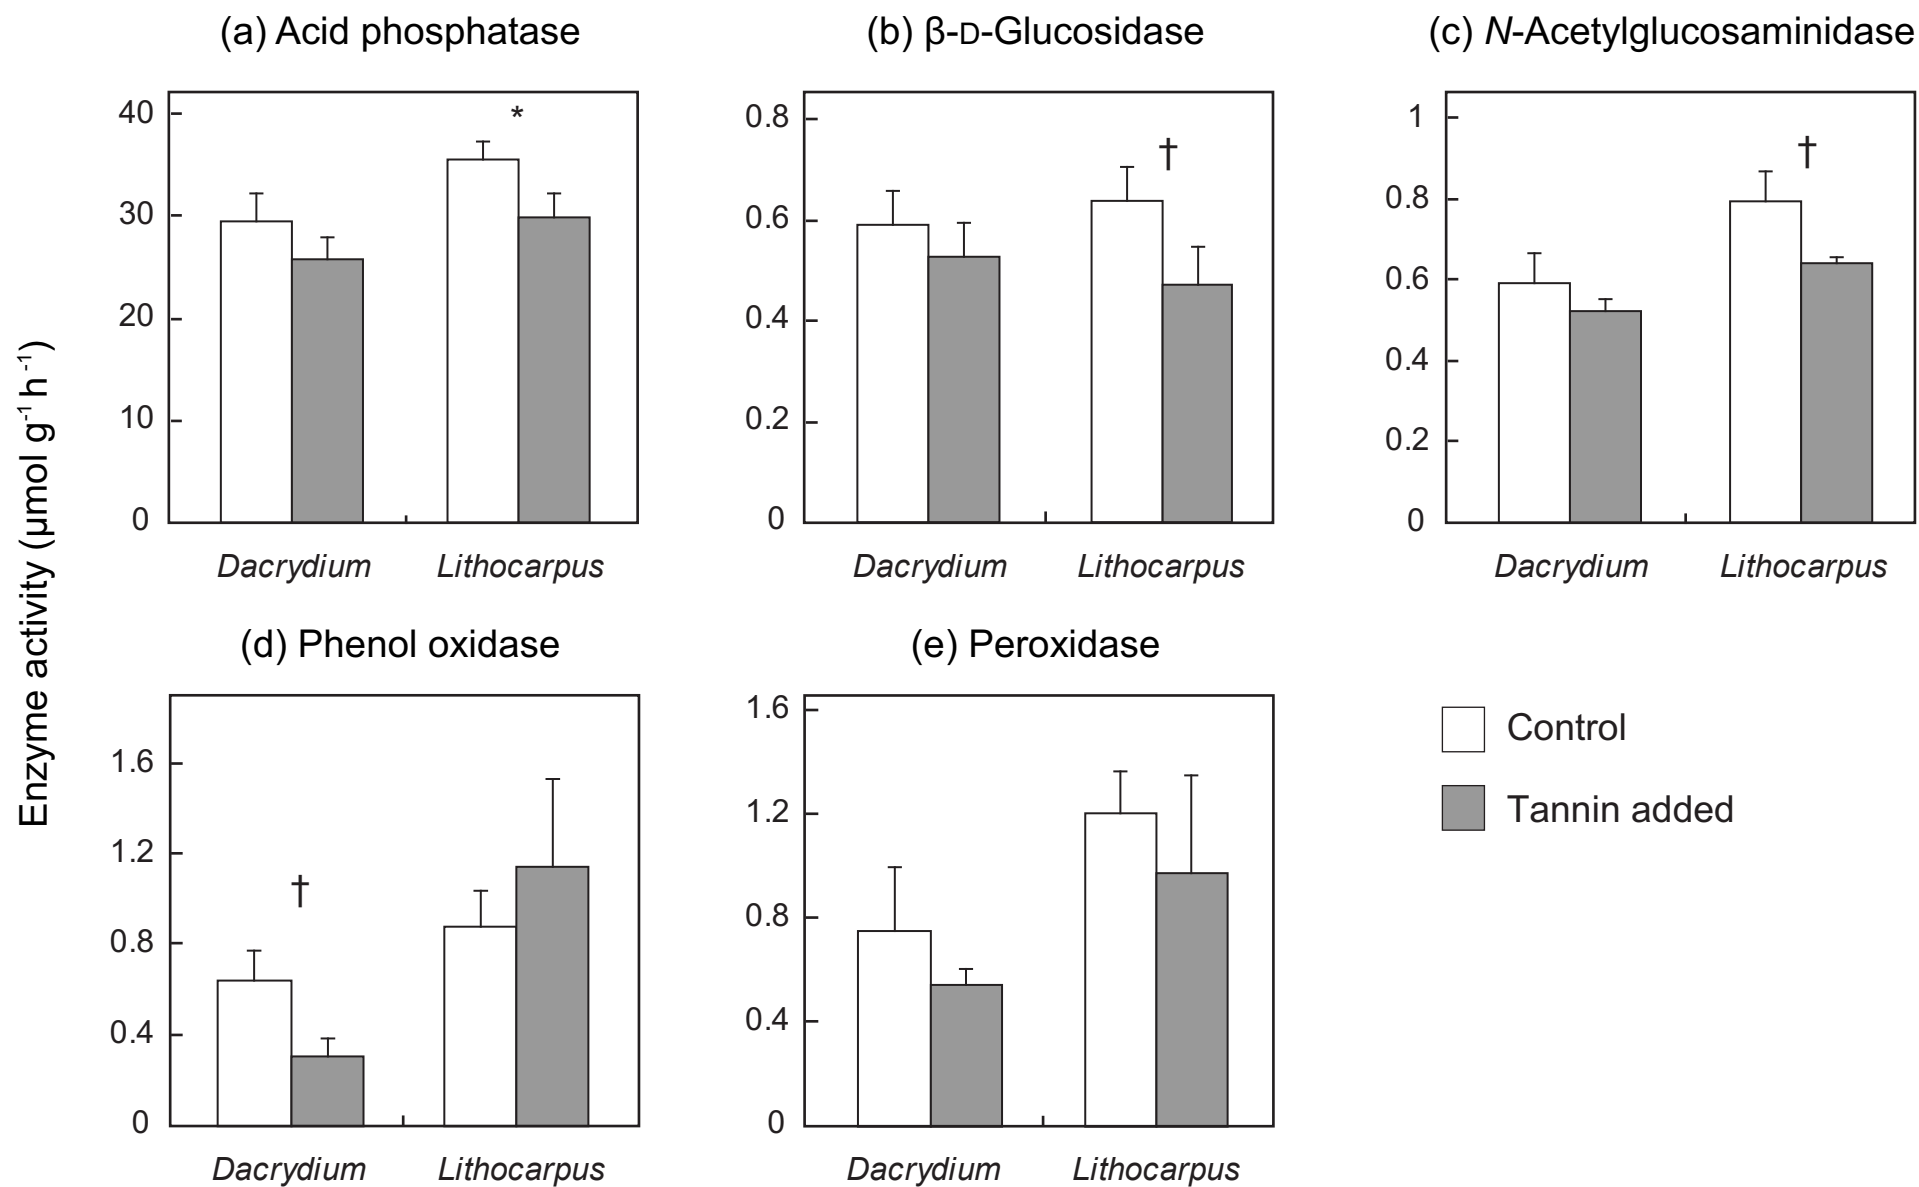 (a) Acid phosphatase
40
30
20
10
0
*
Dacrydium Lithocarpus
(b) β-D-Glucosidase
0.8
0.6
0.4
0.2
0
†
Dacrydium Lithocarpus
(c) N-Acetylglucosaminidase
1
0.8
0.6
0.4
0.2
0
†
Dacrydium Lithocarpus
Enzyme activity (μmol g⁻¹ h⁻¹)
(d) Phenol oxidase
1.6
1.2
0.8
0.4
0
†
Dacrydium Lithocarpus
(e) Peroxidase
1.6
1.2
0.8
0.4
0
Dacrydium Lithocarpus
Control
Tannin added